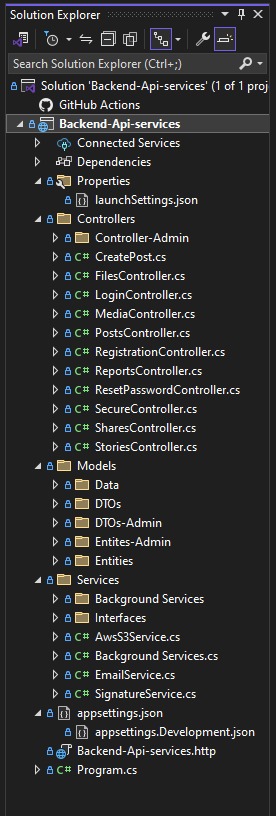 Solution Explorer
Search Solution Explorer (Ctrl+;)
Solution 'Backend-Api-services' (1 of 1 proj
GitHub Actions
Backend-Api-services
Connected Services
Dependencies
Properties
launchSettings.json
Controllers
Controller-Admin
C# CreatePost.cs
C# FilesController.cs
C# LoginController.cs
C# MediaController.cs
C# PostsController.cs
C# RegistrationController.cs
C# ReportsController.cs
C# ResetPasswordController.cs
C# SecureController.cs
C# SharesController.cs
C# StoriesController.cs
Models
Data
DTOs
DTOs-Admin
Entites-Admin
Entities
Services
Background Services
Interfaces
C# AwsS3Service.cs
C# Background Services.cs
C# EmailService.cs
C# SignatureService.cs
appsettings.json
appsettings.Development.json
Backend-Api-services.http
C# Program.cs